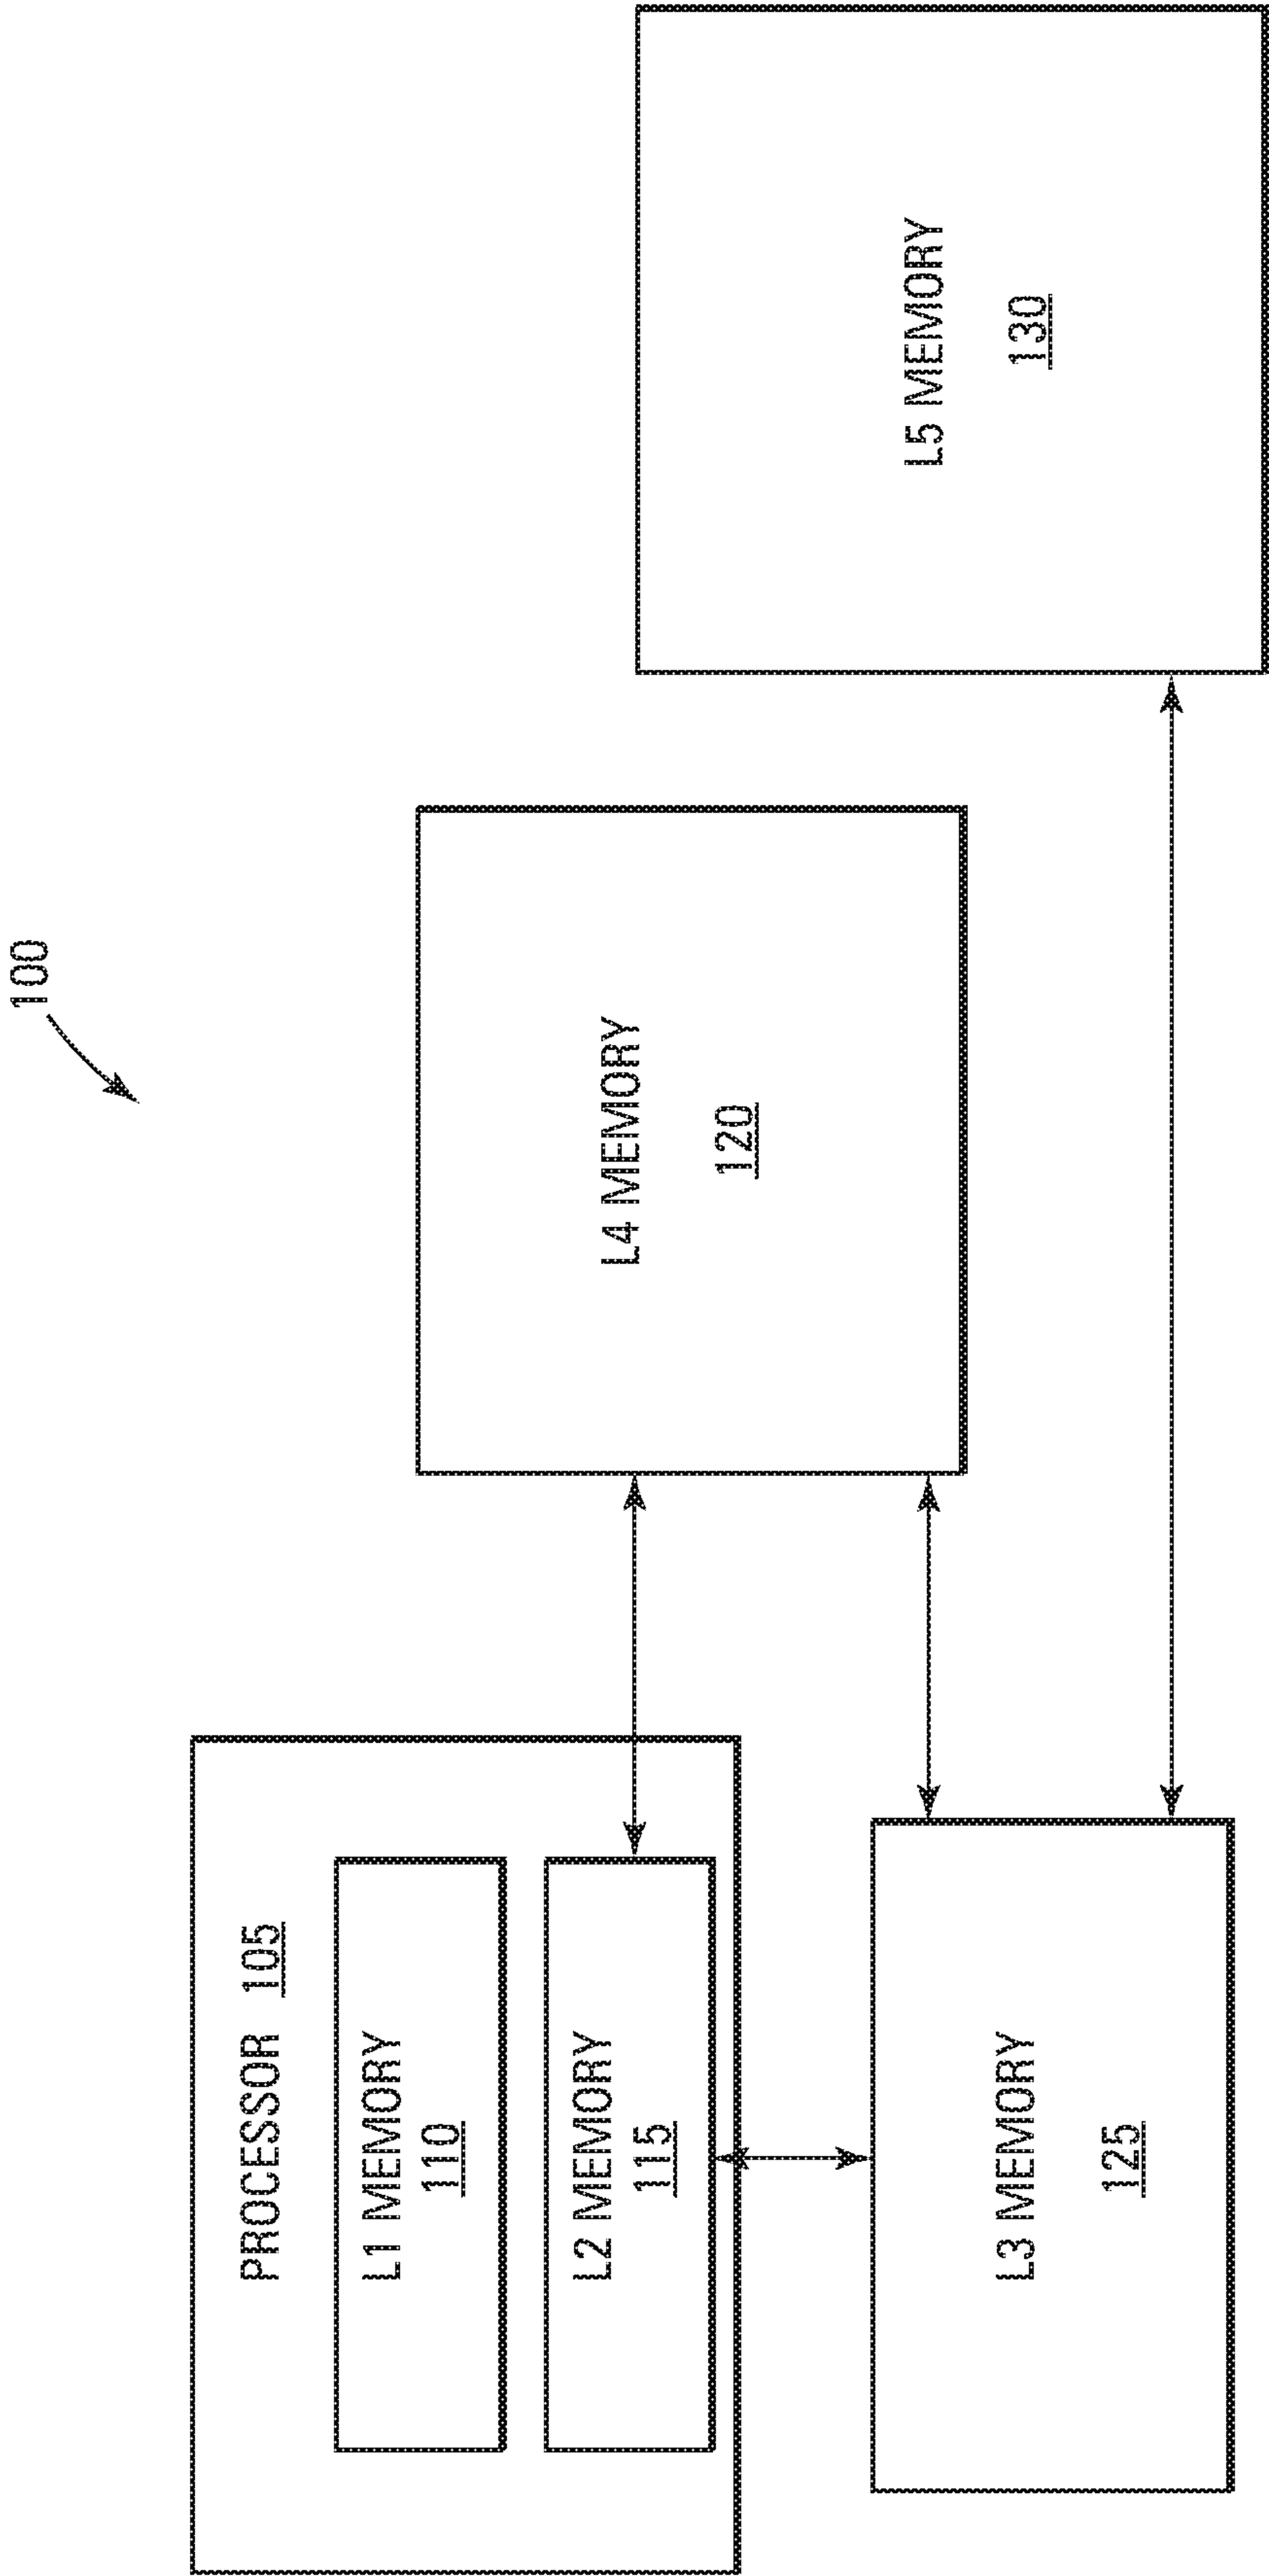 100
PROCESSOR 105
L1 MEMORY
110
L2 MEMORY
115
L4 MEMORY
120
L3 MEMORY
125
L5 MEMORY
130